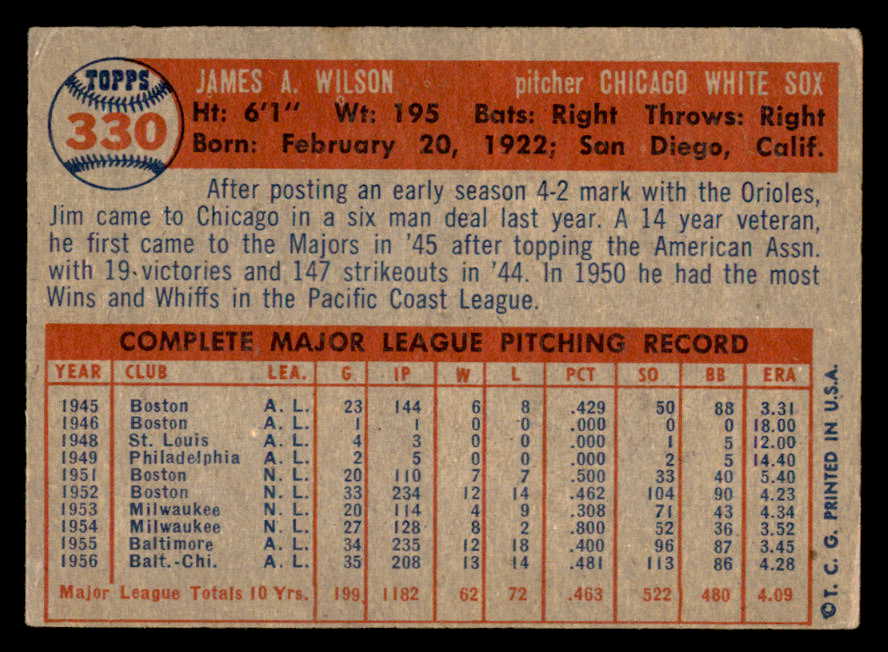 TOPPS
330
JAMES A. WILSON pitcher CHICAGO WHITE SOX
Ht: 6'1" Wt: 195 Bats: Right Throws: Right
Born: February 20, 1922; San Diego, Calif.
After posting an early season 4-2 mark with the Orioles,
Jim came to Chicago in a six man deal last year. A 14 year veteran,
he first came to the Majors in '45 after topping the American Assn.
with 19 victories and 147 strikeouts in '44. In 1950 he had the most
Wins and Whiffs in the Pacific Coast League.
COMPLETE MAJOR LEAGUE PITCHING RECORD
YEAR CLUB LEA. G IP W L PCT SO BB ERA
1945 Boston A. L. 23 144 6 8 .429 50 88 3.31
1946 Boston A. L. 1 1 0 0 .000 0 0 18.00
1948 St. Louis A. L. 4 3 0 0 .000 1 5 12.00
1949 Philadelphia A. L. 2 5 0 0 .000 2 5 14.40
1951 Boston N. L. 20 110 7 7 .500 33 40 5.40
1952 Boston N. L. 33 234 12 14 .462 104 90 4.23
1953 Milwaukee N. L. 20 114 4 9 .308 71 43 4.34
1954 Milwaukee N. L. 27 128 8 2 .800 52 36 3.52
1955 Baltimore A. L. 34 235 12 18 .400 96 87 3.45
1956 Balt.-Chi. A. L. 35 208 13 14 .481 113 86 4.28
Major League Totals 10 Yrs. 199 1182 62 72 .463 522 480 4.09
©T. C. G. PRINTED IN U.S.A.